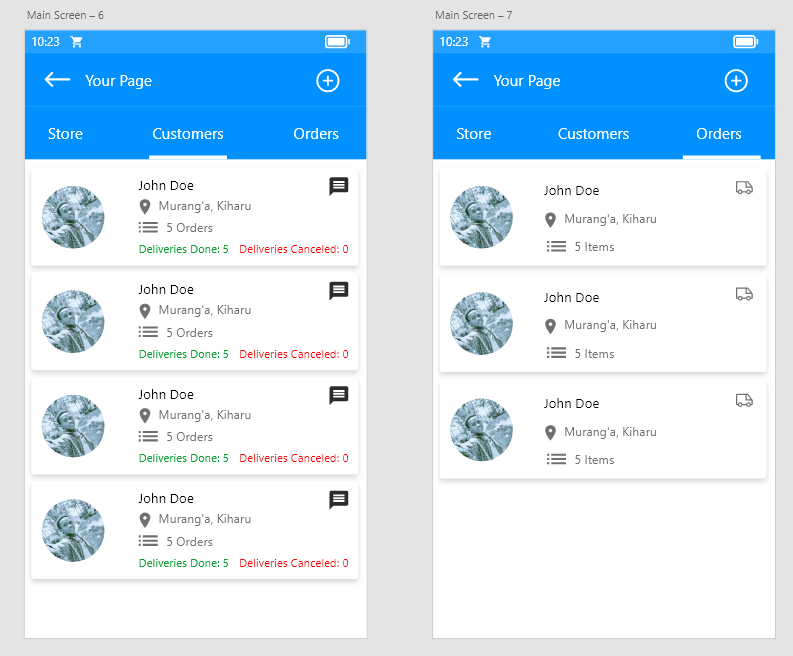 Main Screen – 6
10:23
Your Page
Store Customers Orders
John Doe
Murang'a, Kiharu
5 Orders
Deliveries Done: 5 Deliveries Canceled: 0
John Doe
Murang'a, Kiharu
5 Orders
Deliveries Done: 5 Deliveries Canceled: 0
John Doe
Murang'a, Kiharu
5 Orders
Deliveries Done: 5 Deliveries Canceled: 0
John Doe
Murang'a, Kiharu
5 Orders
Deliveries Done: 5 Deliveries Canceled: 0
Main Screen – 7
10:23
Your Page
Store Customers Orders
John Doe
Murang'a, Kiharu
5 Items
John Doe
Murang'a, Kiharu
5 Items
John Doe
Murang'a, Kiharu
5 Items